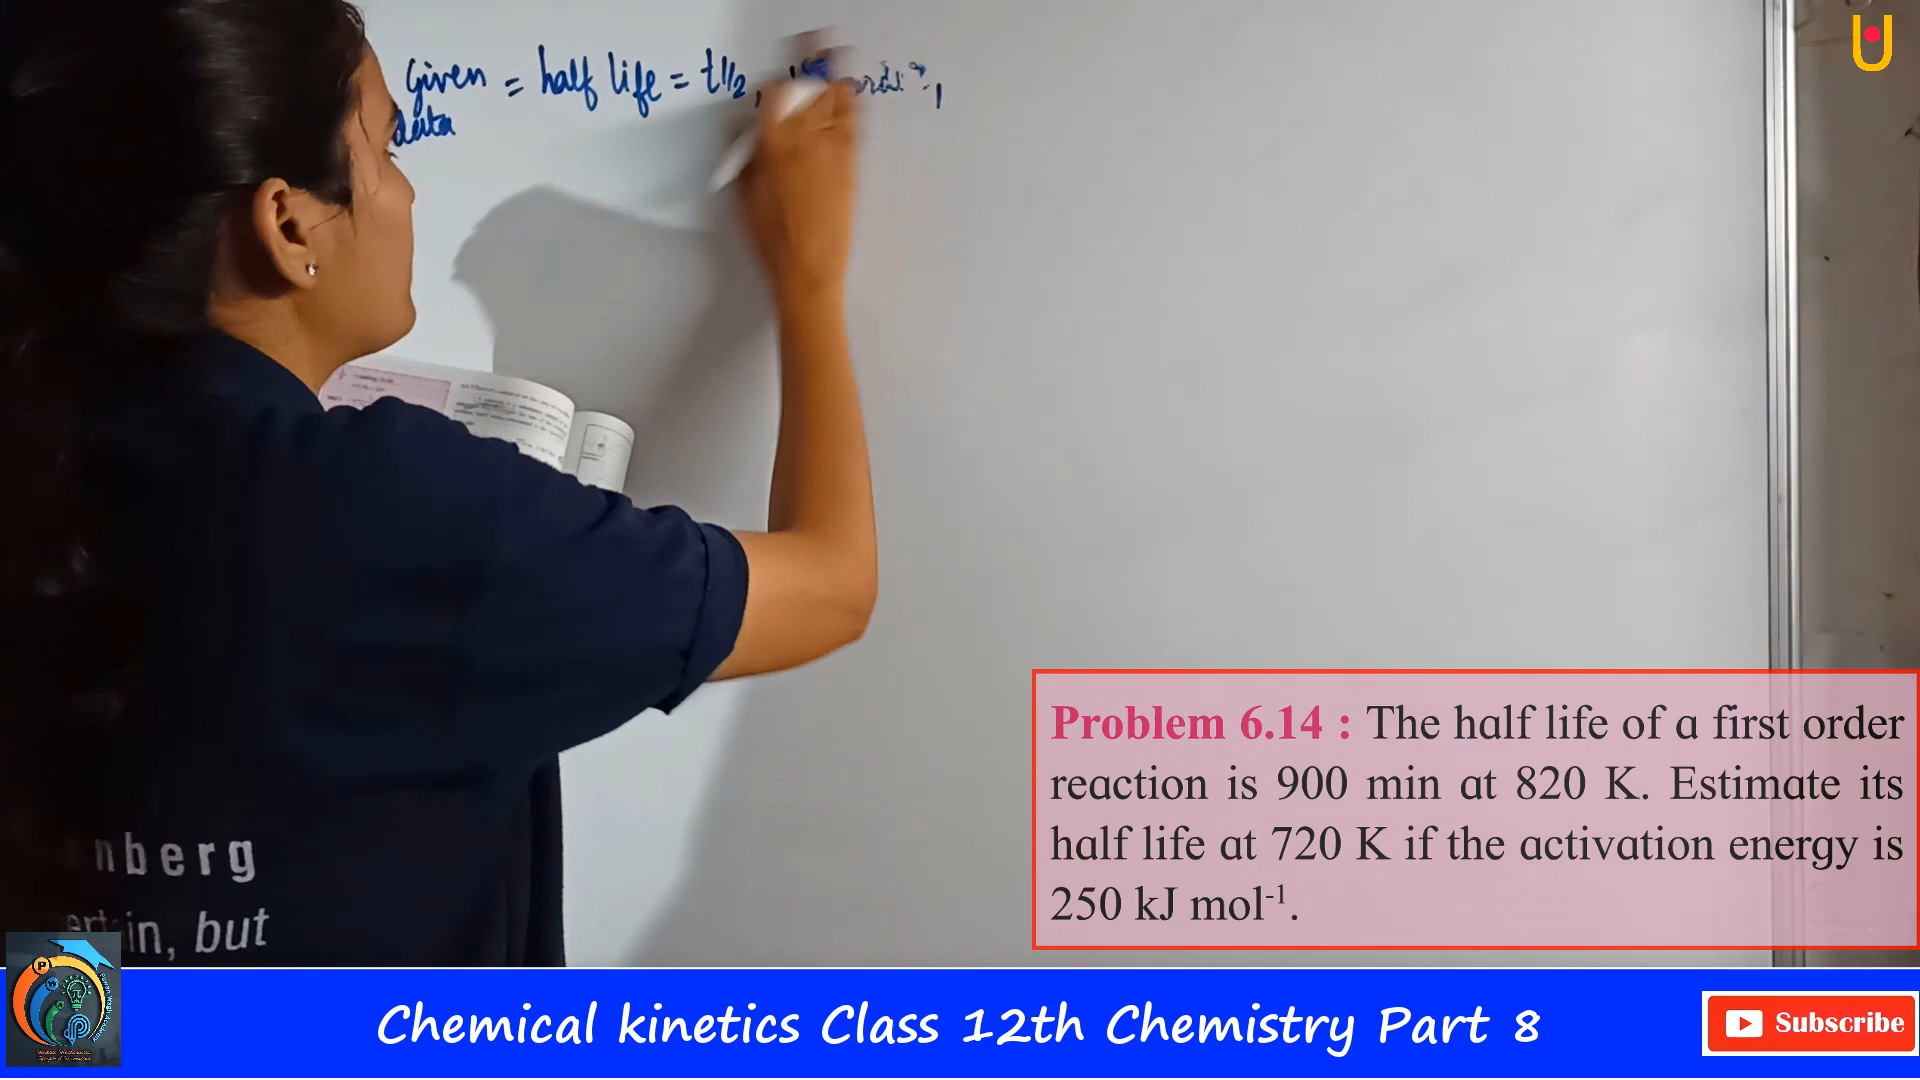 Given = half life = t1/2,
data
Problem 6.14 : The half life of a first order
reaction is 900 min at 820 K. Estimate its
half life at 720 K if the activation energy is
250 kJ mol-1.
nberg
in, but
Chemical kinetics Class 12th Chemistry Part 8
Subscribe